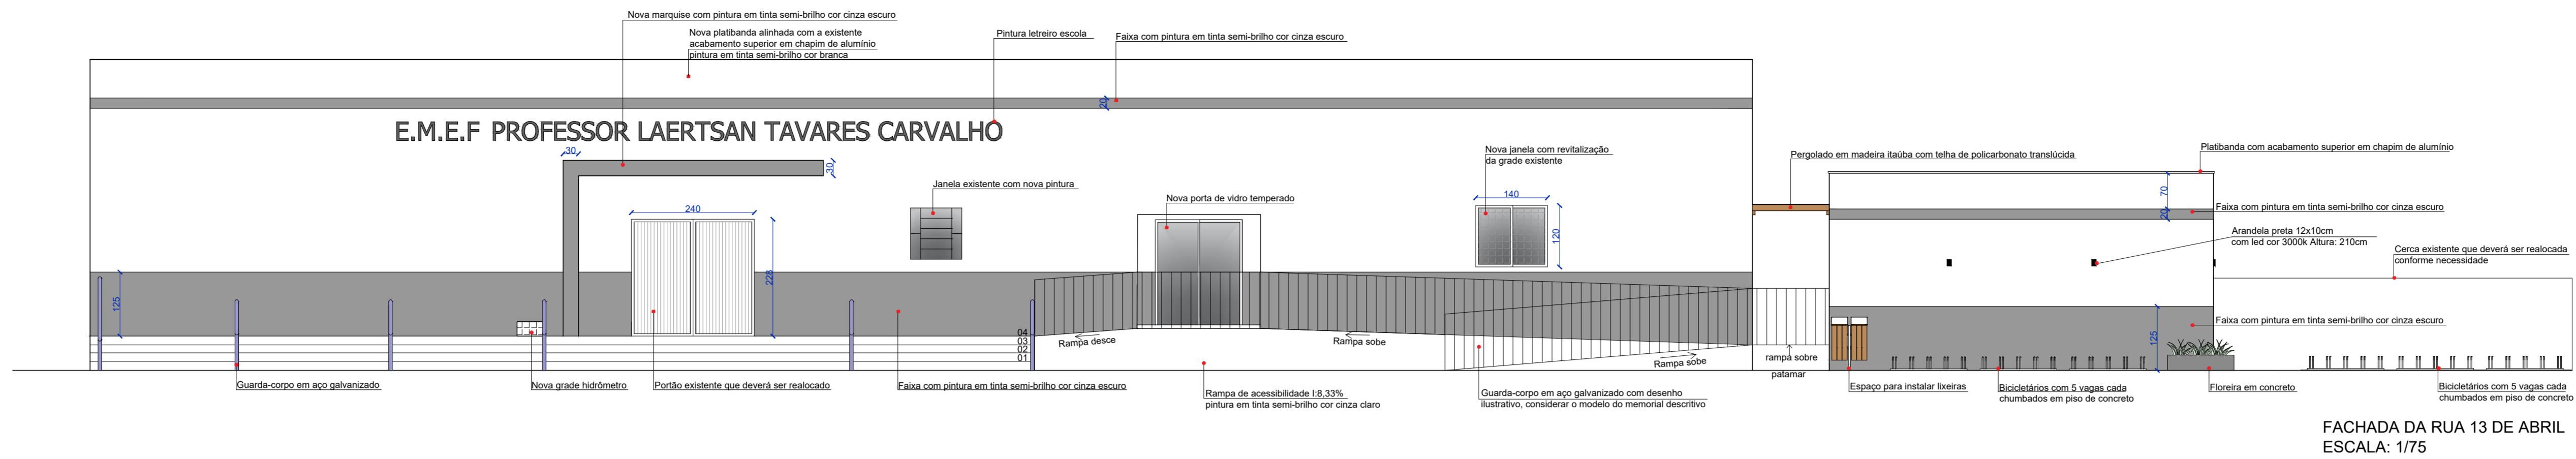 Nova marquise com pintura em tinta semi-brilho cor cinza escuro
Nova platibanda alinhada com a existente
acabamento superior em chapim de alumínio
pintura em tinta semi-brilho cor branca
Pintura letreiro escola
Faixa com pintura em tinta semi-brilho cor cinza escuro
20
E.M.E.F PROFESSOR LAERTSAN TAVARES CARVALHO
30
30
Janela existente com nova pintura
Nova porta de vidro temperado
Nova janela com revitalização
da grade existente
Pergolado em madeira itaúba com telha de policarbonato translúcida
Platibanda com acabamento superior em chapim de alumínio
240
140
120
70
20
Faixa com pintura em tinta semi-brilho cor cinza escuro
Arandela preta 12x10cm
com led cor 3000k Altura: 210cm
Cerca existente que deverá ser realocada
conforme necessidade
125
228
125
Faixa com pintura em tinta semi-brilho cor cinza escuro
04
03
02
01
Rampa desce
Rampa sobe
Rampa sobe
rampa sobre
patamar
Guarda-corpo em aço galvanizado
Nova grade hidrômetro
Portão existente que deverá ser realocado
Faixa com pintura em tinta semi-brilho cor cinza escuro
Rampa de acessibilidade I:8,33%
pintura em tinta semi-brilho cor cinza claro
Guarda-corpo em aço galvanizado com desenho
ilustrativo, considerar o modelo do memorial descritivo
Espaço para instalar lixeiras
Bicicletários com 5 vagas cada
chumbados em piso de concreto
Floreira em concreto
Bicicletários com 5 vagas cada
chumbados em piso de concreto
FACHADA DA RUA 13 DE ABRIL
ESCALA: 1/75